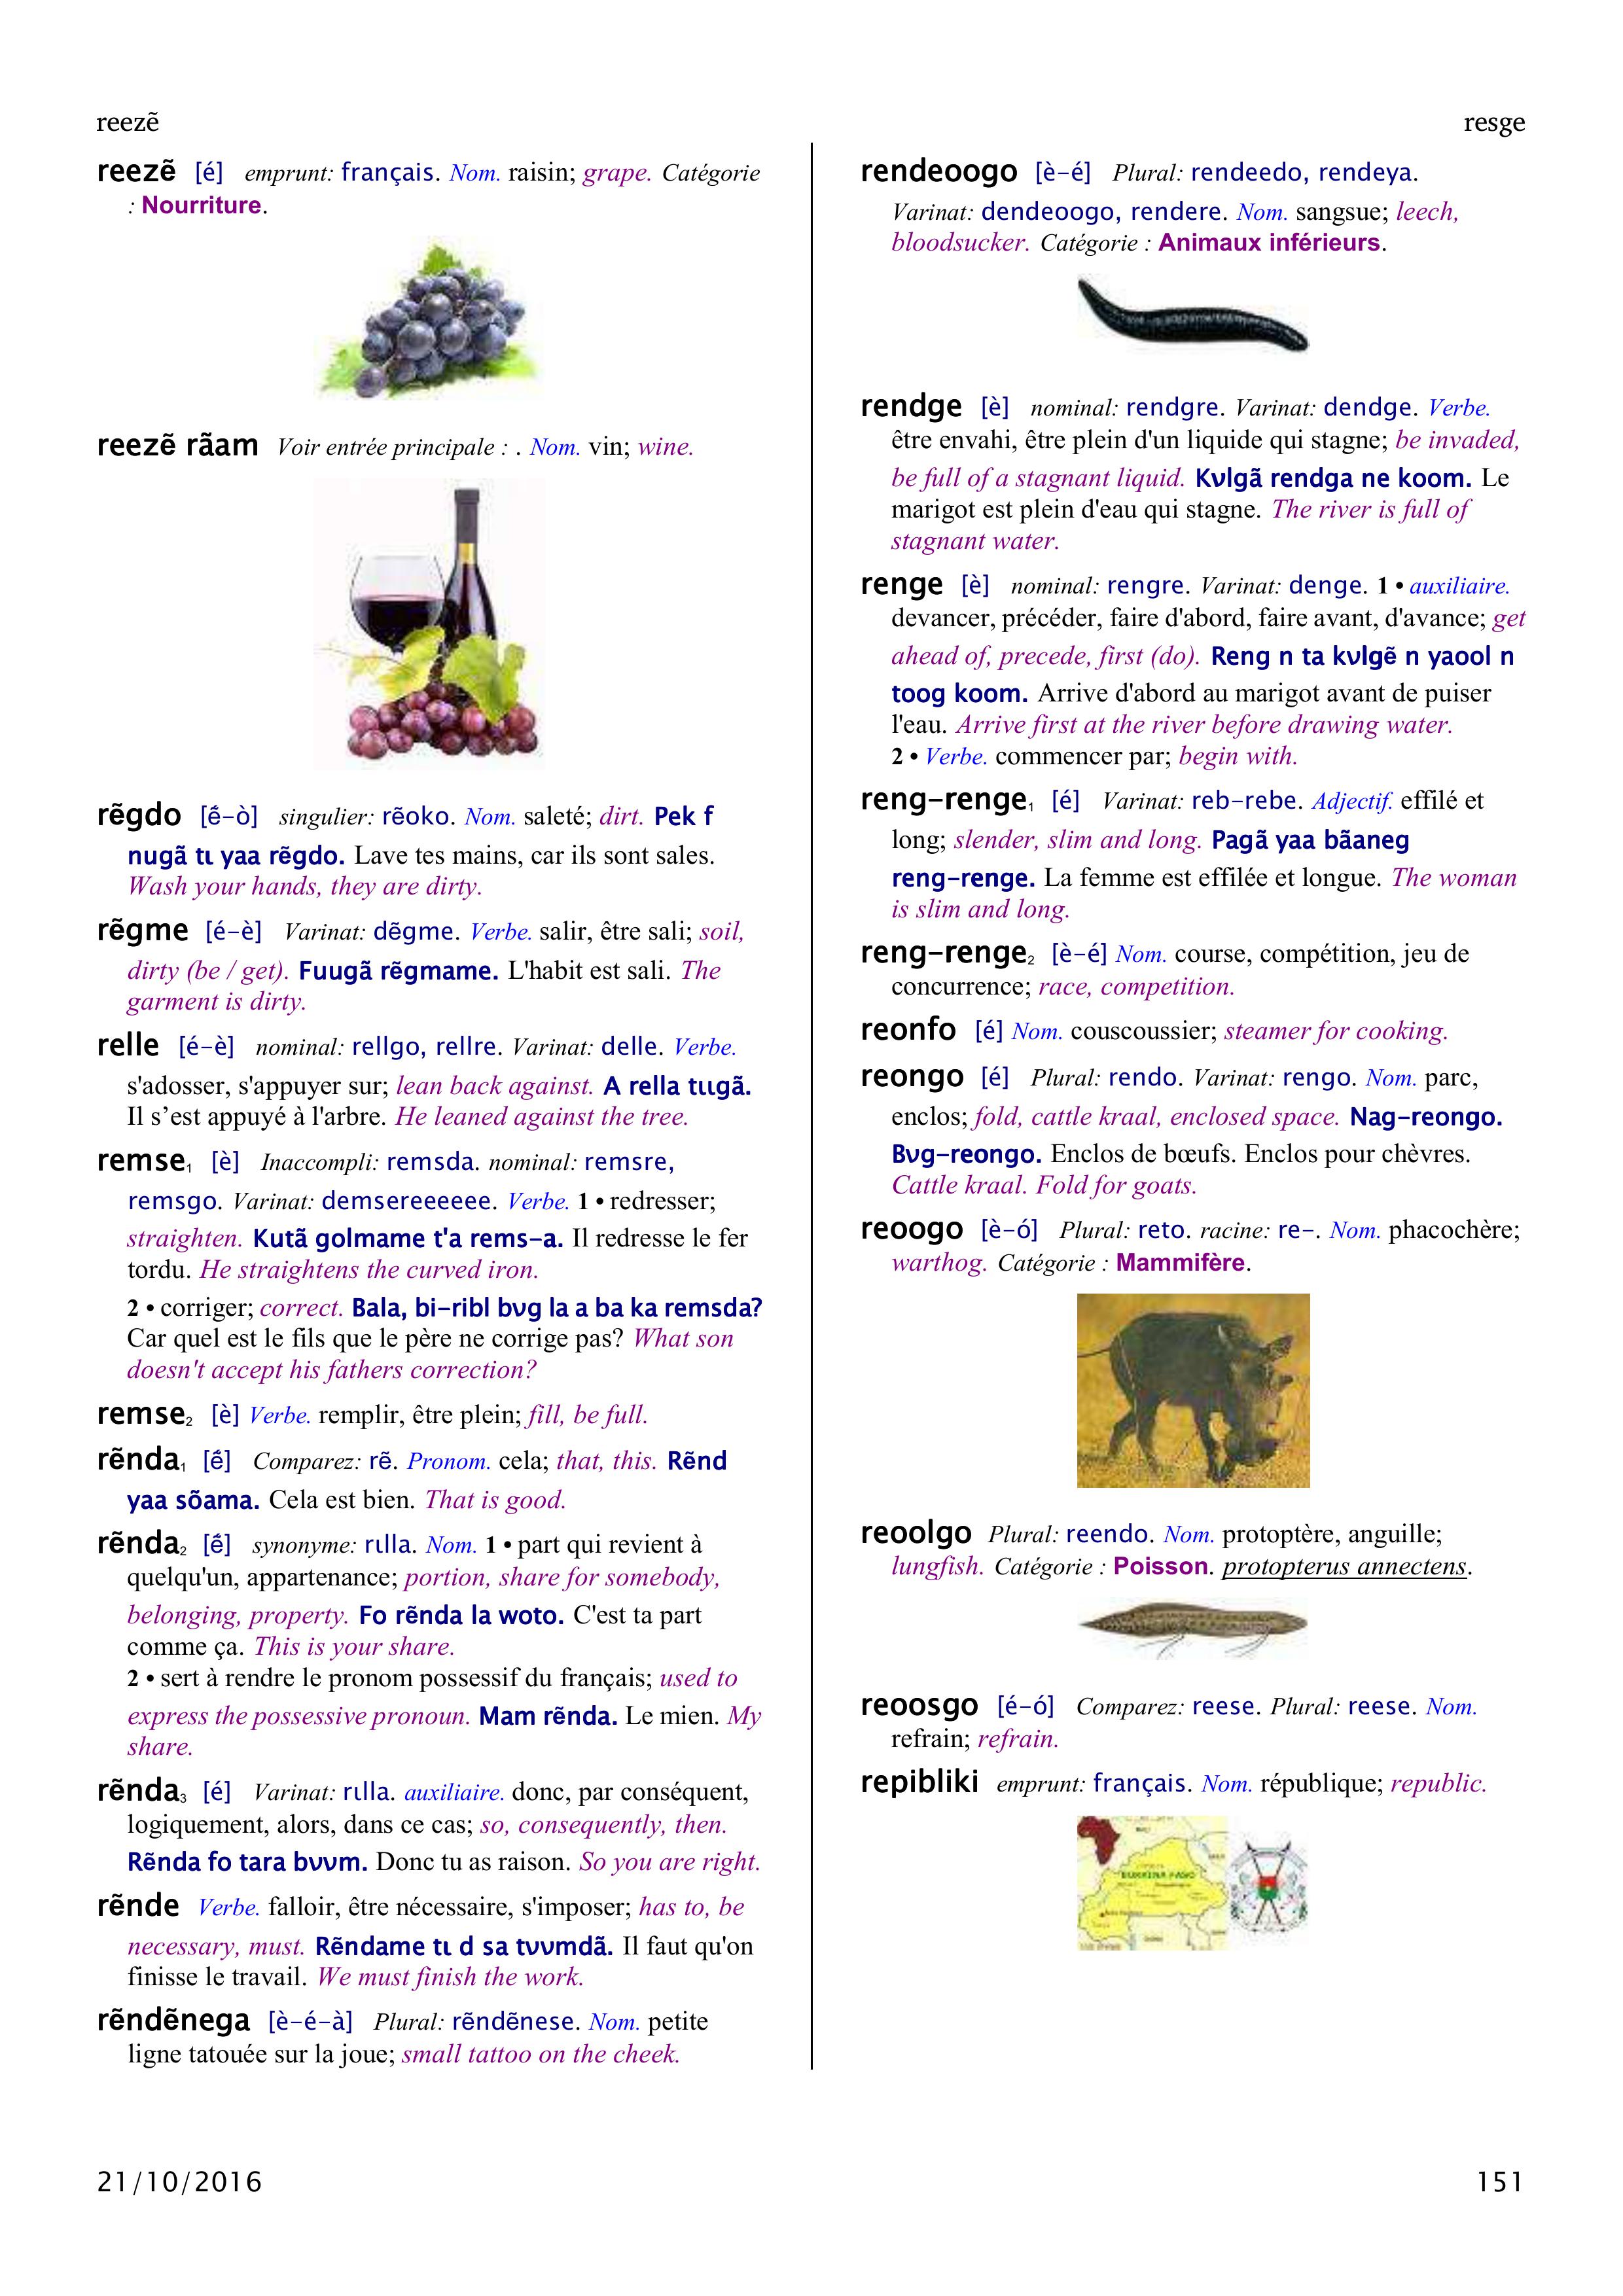 reezẽ
resge
reezẽ [é] emprunt: français. Nom. raisin; grape. Catégorie
: Nourriture.
reezẽ rãam Voir entrée principale : . Nom. vin; wine.
rẽgdo [ẽ́-ò] singulier: rẽoko. Nom. saleté; dirt. Pek f
nugã tɩ yaa rẽgdo. Lave tes mains, car ils sont sales.
Wash your hands, they are dirty.
rẽgme [é-è] Varinat: dẽgme. Verbe. salir, être sali; soil,
dirty (be / get). Fuugã rẽgmame. L'habit est sali. The
garment is dirty.
relle [é-è] nominal: rellgo, rellre. Varinat: delle. Verbe.
s'adosser, s'appuyer sur; lean back against. A rella tɩɩgã.
Il s’est appuyé à l'arbre. He leaned against the tree.
remse₁ [è] Inaccompli: remsda. nominal: remsre,
remsgo. Varinat: demsereeeeee. Verbe. 1 • redresser;
straighten. Kutã golmame t'a rems-a. Il redresse le fer
tordu. He straightens the curved iron.
2 • corriger; correct. Bala, bi-ribl bʋg la a ba ka remsda?
Car quel est le fils que le père ne corrige pas? What son
doesn't accept his fathers correction?
remse₂ [è] Verbe. remplir, être plein; fill, be full.
rẽnda₁ [ẽ́] Comparez: rẽ. Pronom. cela; that, this. Rẽnd
yaa sõama. Cela est bien. That is good.
rẽnda₂ [ẽ́] synonyme: rɩlla. Nom. 1 • part qui revient à
quelqu'un, appartenance; portion, share for somebody,
belonging, property. Fo rẽnda la woto. C'est ta part
comme ça. This is your share.
2 • sert à rendre le pronom possessif du français; used to
express the possessive pronoun. Mam rẽnda. Le mien. My
share.
rẽnda₃ [é] Varinat: rɩlla. auxiliaire. donc, par conséquent,
logiquement, alors, dans ce cas; so, consequently, then.
Rẽnda fo tara bʋʋm. Donc tu as raison. So you are right.
rẽnde Verbe. falloir, être nécessaire, s'imposer; has to, be
necessary, must. Rẽndame tɩ d sa tʋʋmdã. Il faut qu'on
finisse le travail. We must finish the work.
rẽndẽnega [è-é-à] Plural: rẽndẽnese. Nom. petite
ligne tatouée sur la joue; small tattoo on the cheek.
rendeoogo [è-é] Plural: rendeedo, rendeya.
Varinat: dendeoogo, rendere. Nom. sangsue; leech,
bloodsucker. Catégorie : Animaux inférieurs.
rendge [è] nominal: rendgre. Varinat: dendge. Verbe.
être envahi, être plein d'un liquide qui stagne; be invaded,
be full of a stagnant liquid. Kʋlgã rendga ne koom. Le
marigot est plein d'eau qui stagne. The river is full of
stagnant water.
renge [è] nominal: rengre. Varinat: denge. 1 • auxiliaire.
devancer, précéder, faire d'abord, faire avant, d'avance; get
ahead of, precede, first (do). Reng n ta kʋlgẽ n yaool n
toog koom. Arrive d'abord au marigot avant de puiser
l'eau. Arrive first at the river before drawing water.
2 • Verbe. commencer par; begin with.
reng-renge₁ [é] Varinat: reb-rebe. Adjectif. effilé et
long; slender, slim and long. Pagã yaa bãaneg
reng-renge. La femme est effilée et longue. The woman
is slim and long.
reng-renge₂ [è-é] Nom. course, compétition, jeu de
concurrence; race, competition.
reonfo [é] Nom. couscoussier; steamer for cooking.
reongo [é] Plural: rendo. Varinat: rengo. Nom. parc,
enclos; fold, cattle kraal, enclosed space. Nag-reongo.
Bʋg-reongo. Enclos de bœufs. Enclos pour chèvres.
Cattle kraal. Fold for goats.
reoogo [è-ó] Plural: reto. racine: re-. Nom. phacochère;
warthog. Catégorie : Mammifère.
reoolgo Plural: reendo. Nom. protoptère, anguille;
lungfish. Catégorie : Poisson. protopterus annectens.
reoosgo [é-ó] Comparez: reese. Plural: reese. Nom.
refrain; refrain.
repibliki emprunt: français. Nom. république; republic.
BURKINA FASO
21/10/2016
151